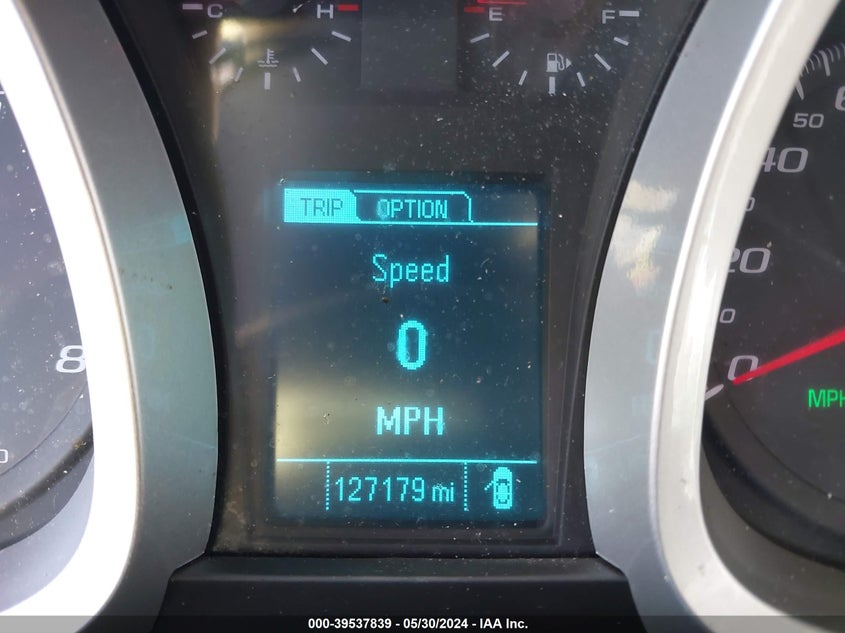 C H E F
50
40
20
0
MPH
8
TRIP OPTION
Speed
0
MPH
127179 mi
000-39537839 - 05/30/2024 - IAA Inc.